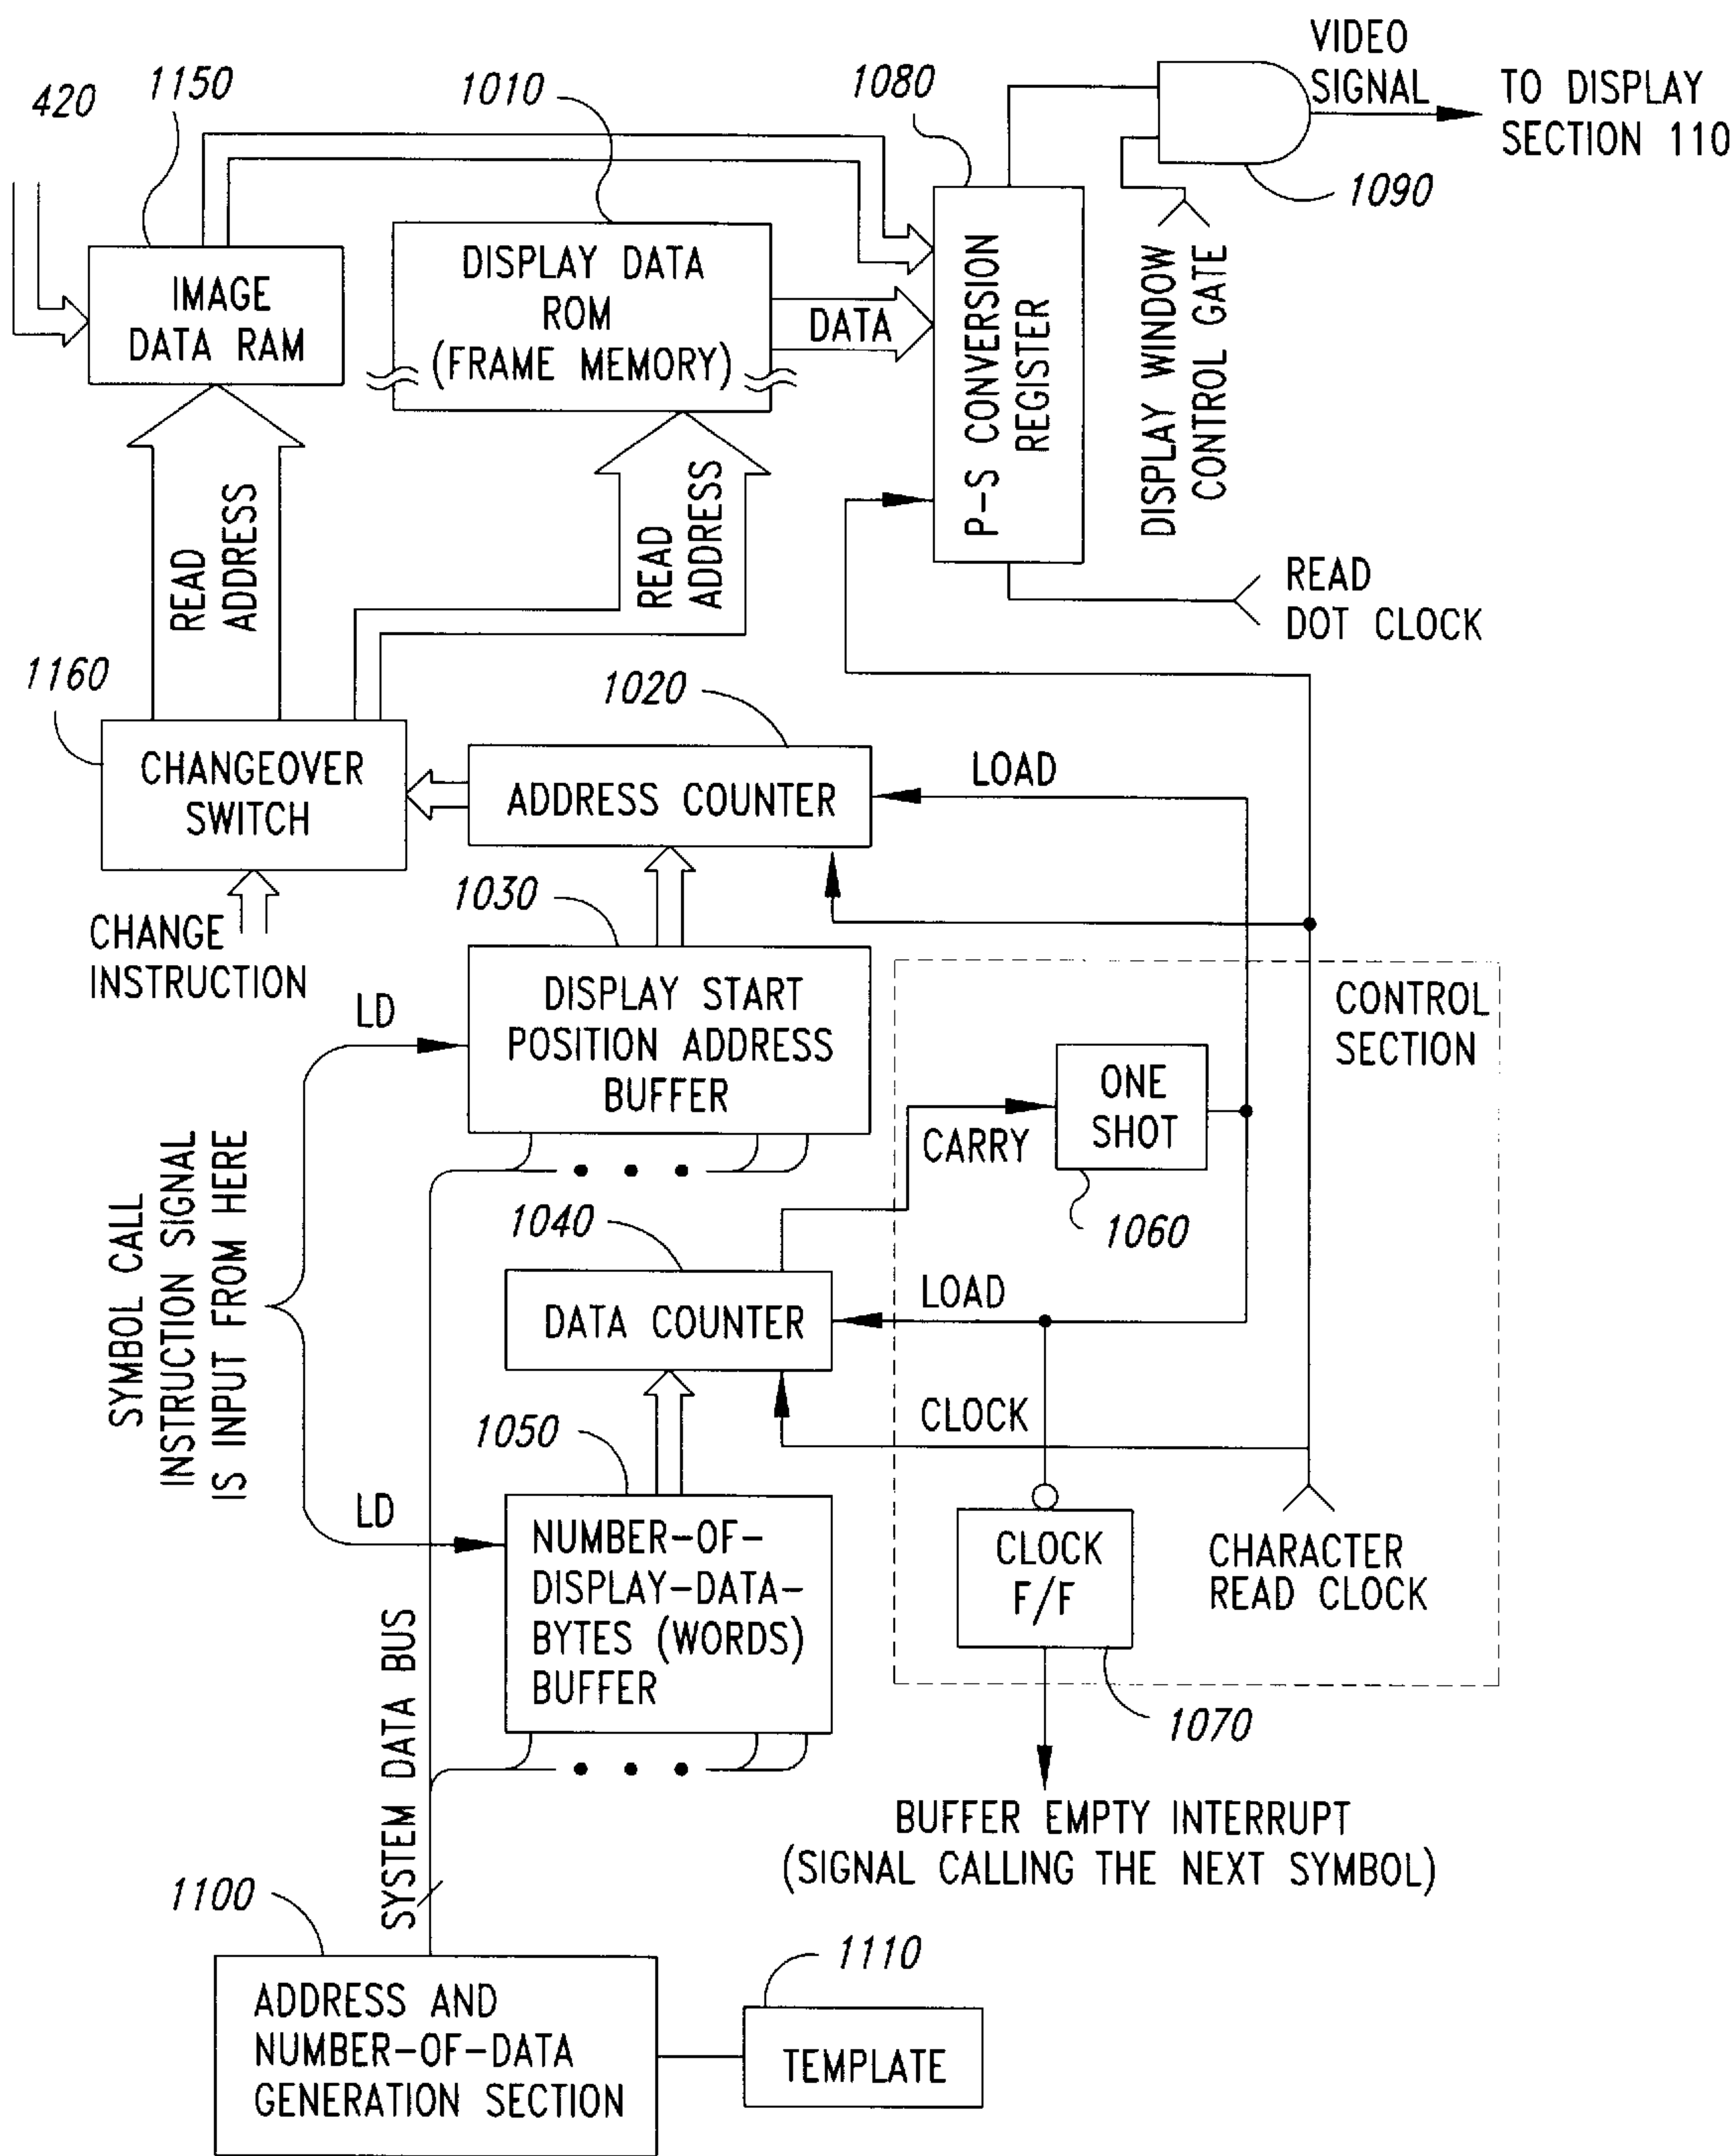 VIDEO
SIGNAL
TO DISPLAY
SECTION 110
1090
420
1150
1010
1080
IMAGE
DATA RAM
DISPLAY DATA
ROM
(FRAME MEMORY)
DATA
P-S CONVERSION
REGISTER
DISPLAY WINDOW
CONTROL GATE
READ
ADDRESS
READ
ADDRESS
READ
DOT CLOCK
1160
CHANGEOVER
SWITCH
1020
ADDRESS COUNTER
LOAD
CHANGE
INSTRUCTION
1030
DISPLAY START
POSITION ADDRESS
BUFFER
LD
CONTROL
SECTION
ONE
SHOT
CARRY
1060
SYMBOL CALL
INSTRUCTION SIGNAL
IS INPUT FROM HERE
1040
DATA COUNTER
LOAD
CLOCK
1050
LD
NUMBER-OF-
DISPLAY-DATA-
BYTES (WORDS)
BUFFER
CLOCK
F/F
1070
CHARACTER
READ CLOCK
SYSTEM DATA BUS
BUFFER EMPTY INTERRUPT
(SIGNAL CALLING THE NEXT SYMBOL)
1100
ADDRESS AND
NUMBER-OF-DATA
GENERATION SECTION
1110
TEMPLATE